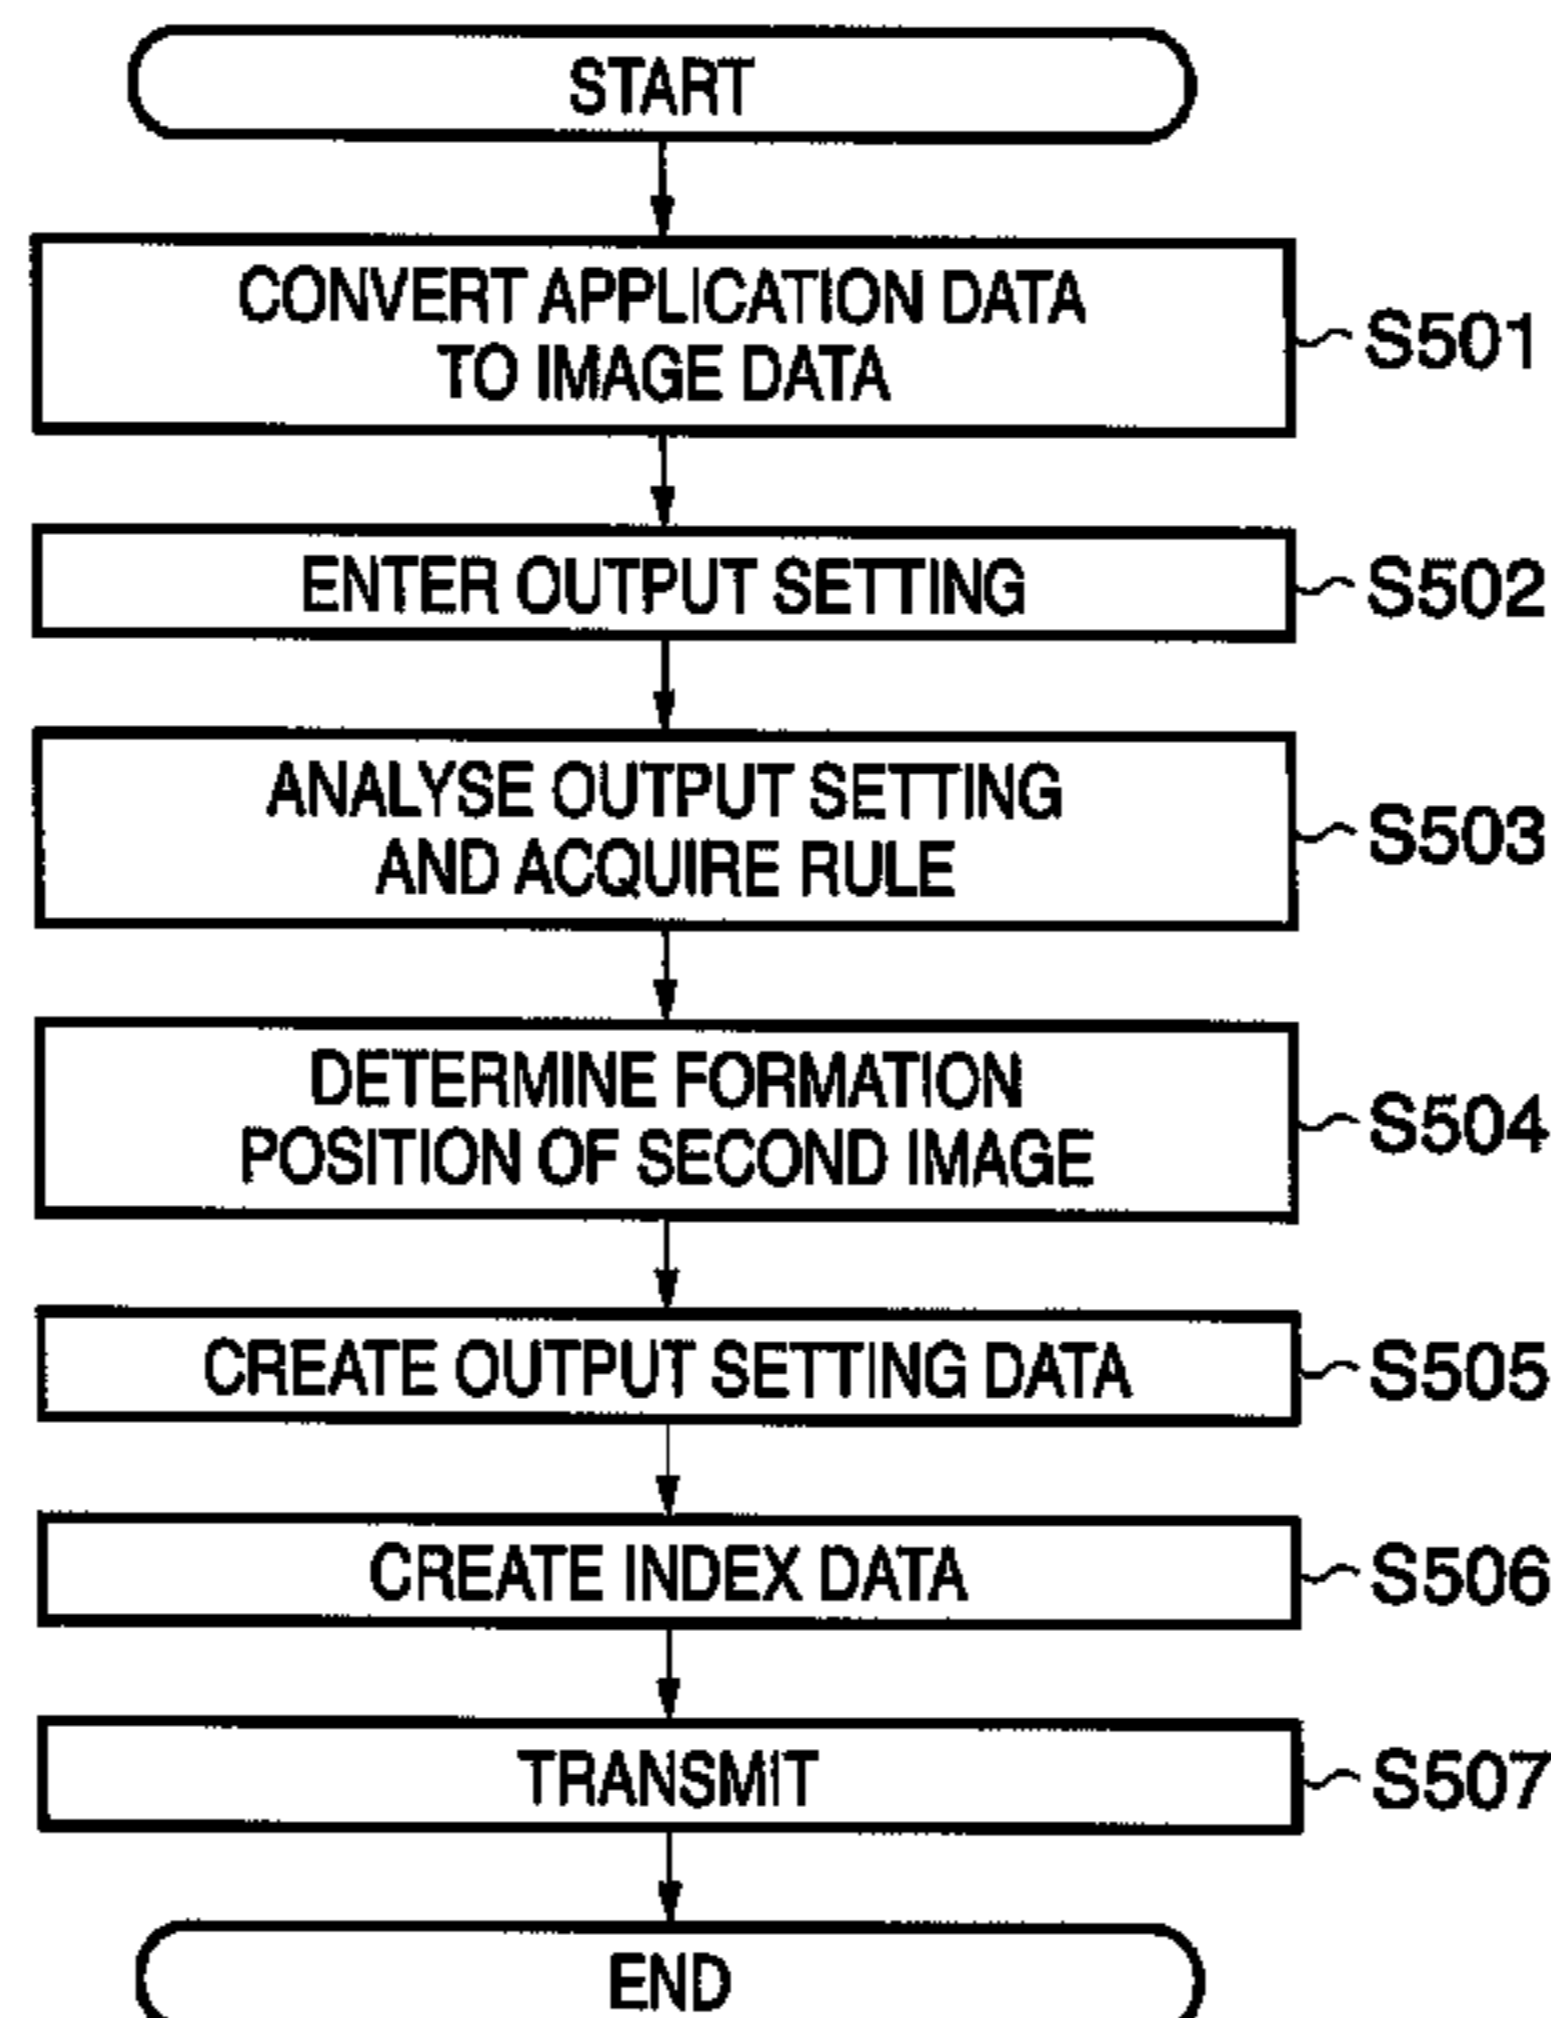 START
CONVERT APPLICATION DATA
TO IMAGE DATA
S501
ENTER OUTPUT SETTING
S502
ANALYSE OUTPUT SETTING
AND ACQUIRE RULE
S503
DETERMINE FORMATION
POSITION OF SECOND IMAGE
S504
CREATE OUTPUT SETTING DATA
S505
CREATE INDEX DATA
S506
TRANSMIT
S507
END